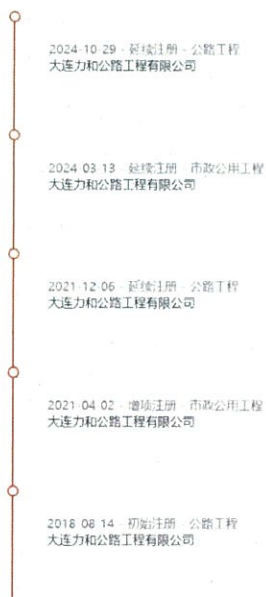 2024-10-29 - 延续注册 - 公路工程
大连力和公路工程有限公司
2024-03-13 - 延续注册 - 市政公用工程
大连力和公路工程有限公司
2021-12-06 - 延续注册 - 公路工程
大连力和公路工程有限公司
2021-04-02 - 增项注册 - 市政公用工程
大连力和公路工程有限公司
2018-08-14 - 初始注册 - 公路工程
大连力和公路工程有限公司